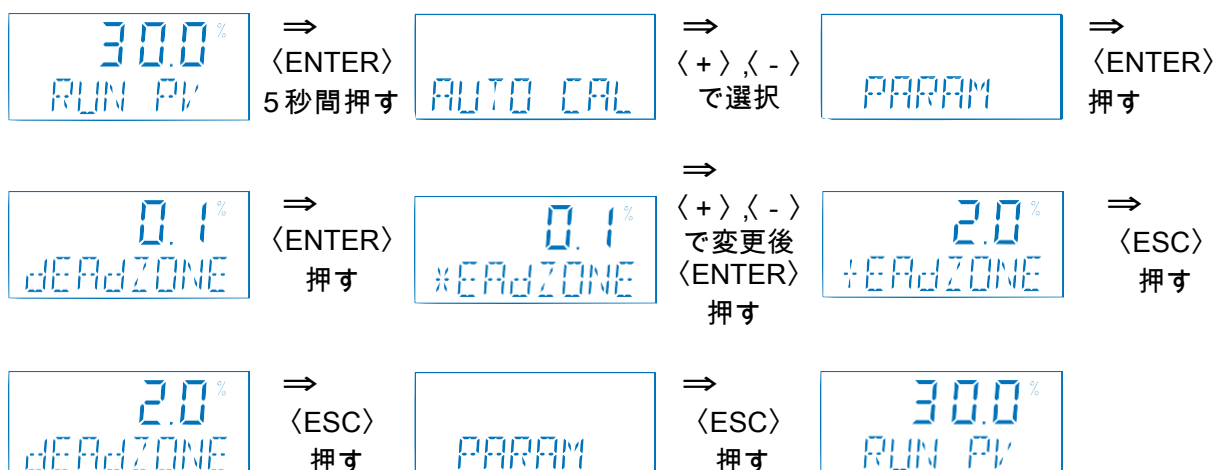 30.0%
RUN PV
⇒
〈ENTER〉
5秒間押す
AUTO CAL
⇒
〈+〉,〈-〉
で選択
PARAM
⇒
〈ENTER〉
押す
0.1%
dEAdZONE
⇒
〈ENTER〉
押す
0.1%
*EAdZONE
⇒
〈+〉,〈-〉
で変更後
〈ENTER〉
押す
2.0%
+EAdZONE
⇒
〈ESC〉
押す
2.0%
dEAdZONE
⇒
〈ESC〉
押す
PARAM
⇒
〈ESC〉
押す
30.0%
RUN PV